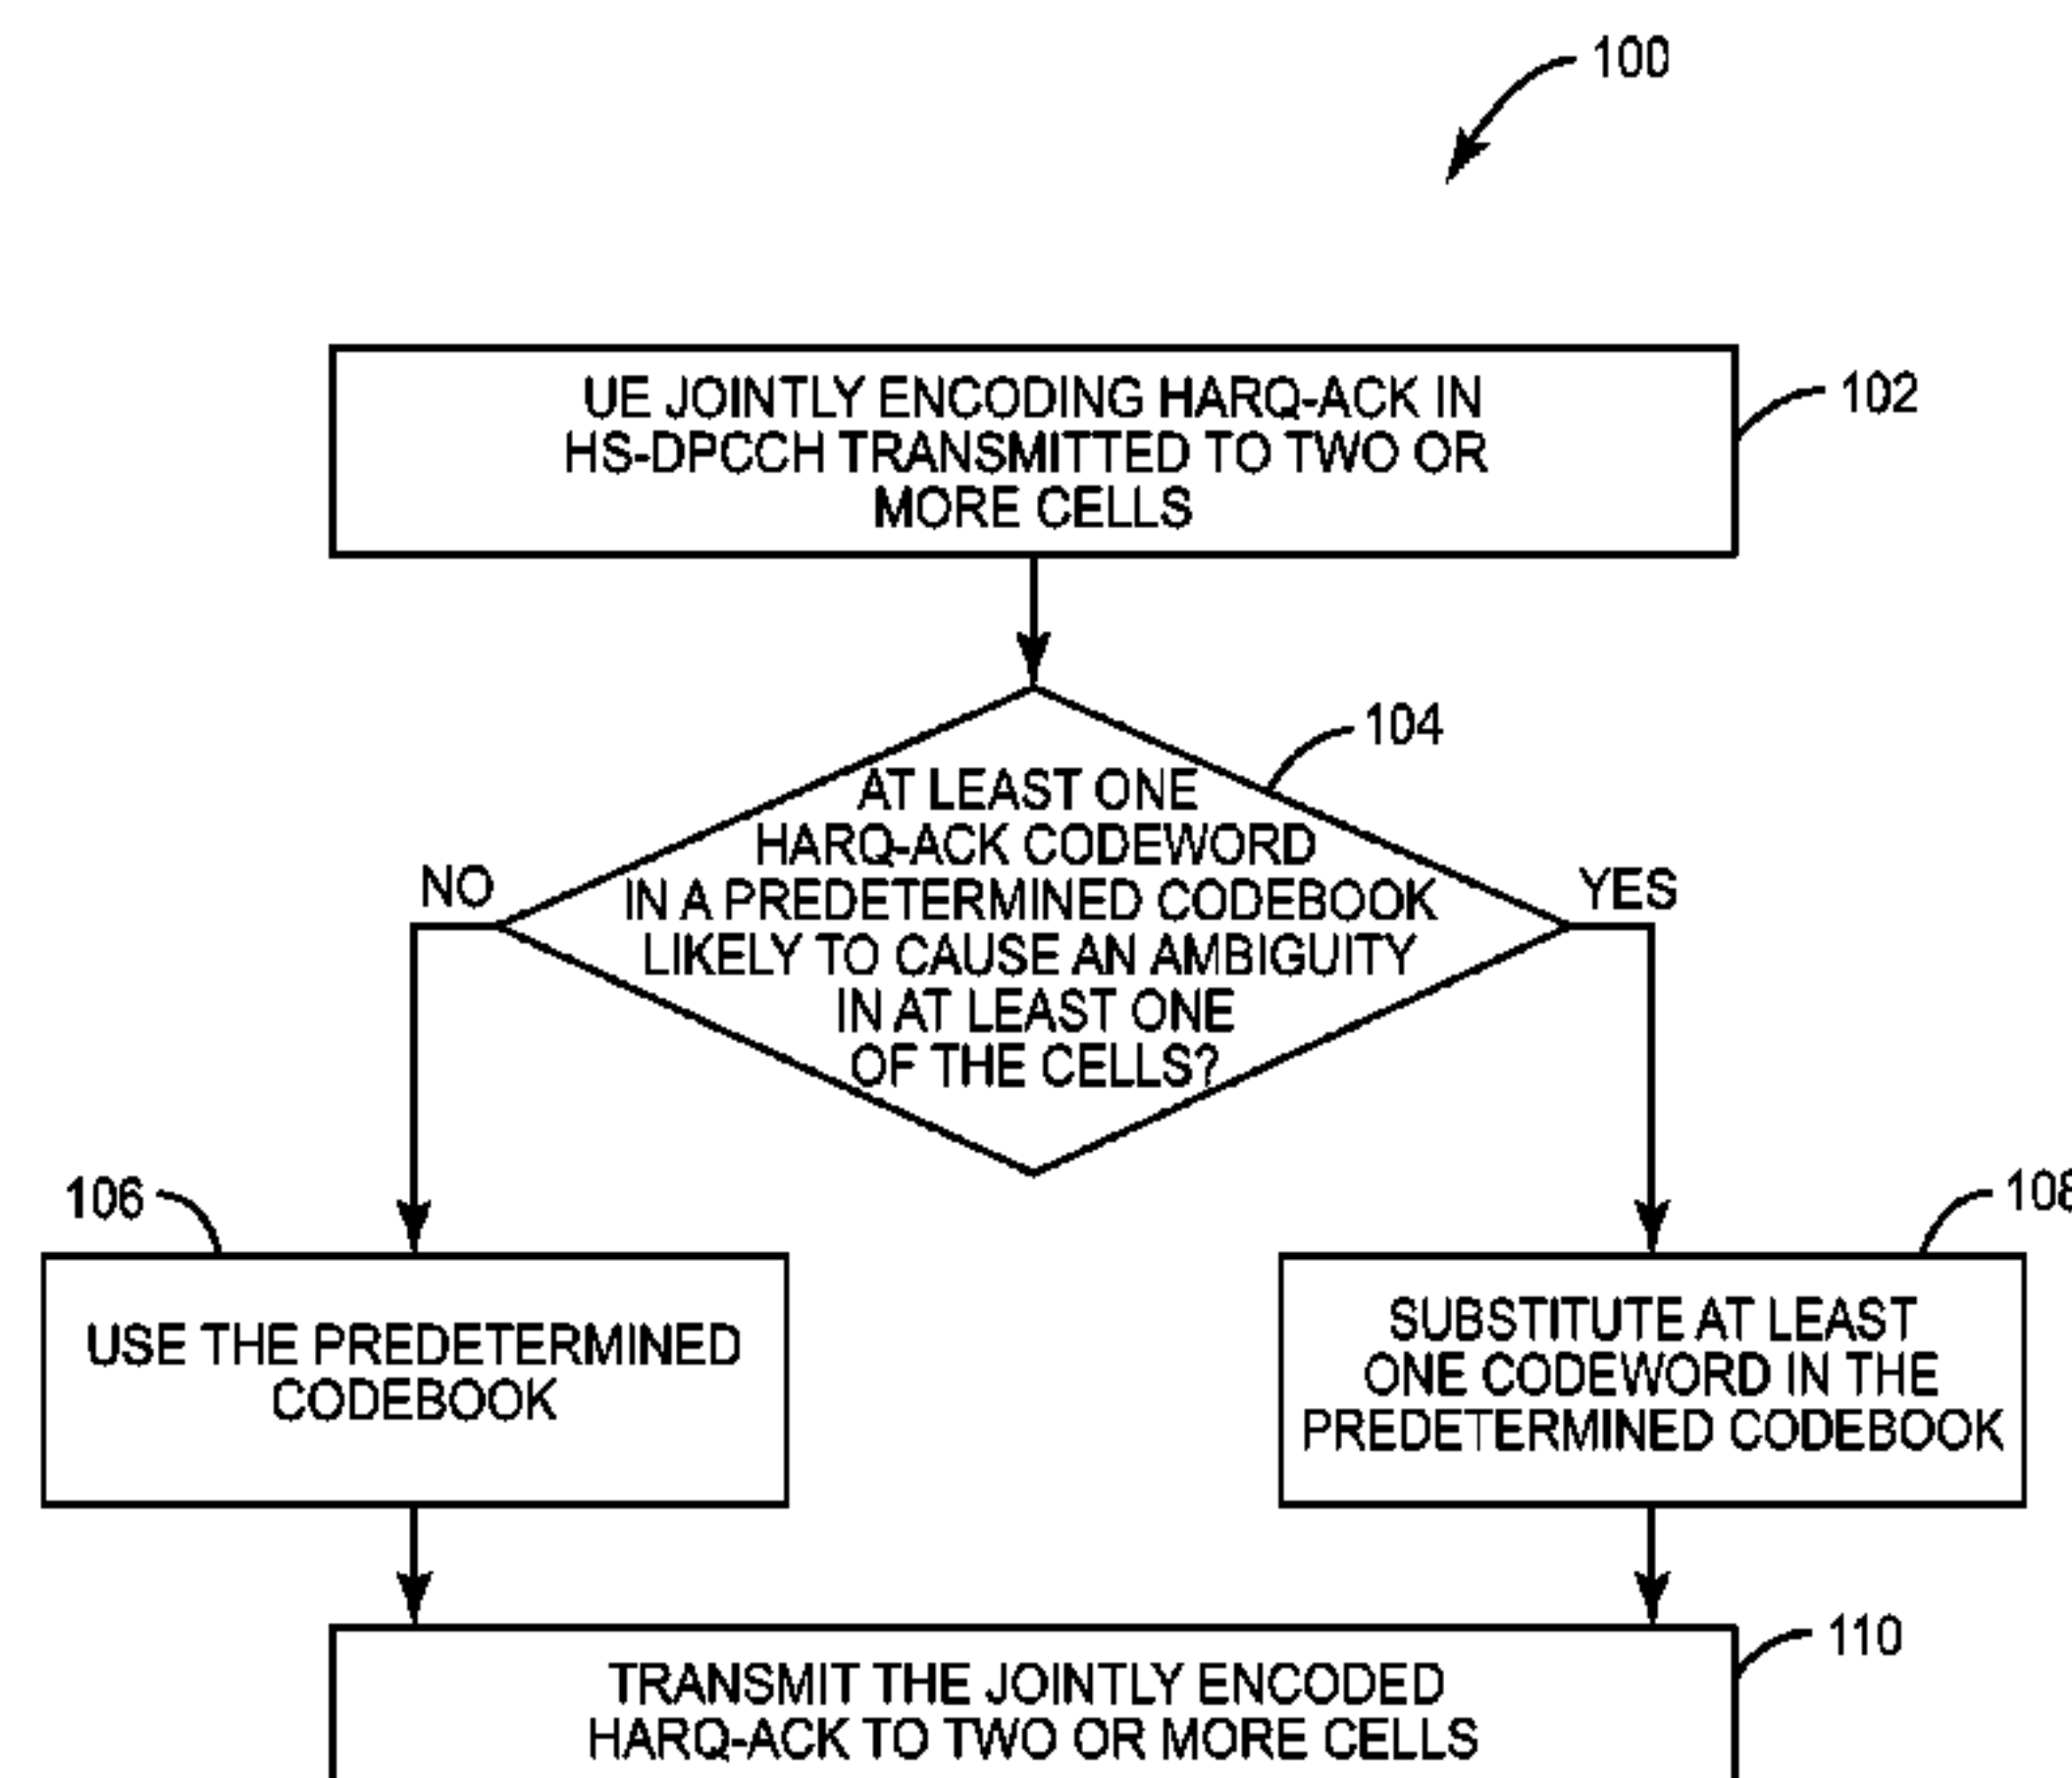 100
UE JOINTLY ENCODING HARQ-ACK IN
HS-DPCCH TRANSMITTED TO TWO OR
MORE CELLS
102
104
AT LEAST ONE
HARQ-ACK CODEWORD
IN A PREDETERMINED CODEBOOK
LIKELY TO CAUSE AN AMBIGUITY
IN AT LEAST ONE
OF THE CELLS?
NO
YES
106
108
USE THE PREDETERMINED
CODEBOOK
SUBSTITUTE AT LEAST
ONE CODEWORD IN THE
PREDETERMINED CODEBOOK
110
TRANSMIT THE JOINTLY ENCODED
HARQ-ACK TO TWO OR MORE CELLS